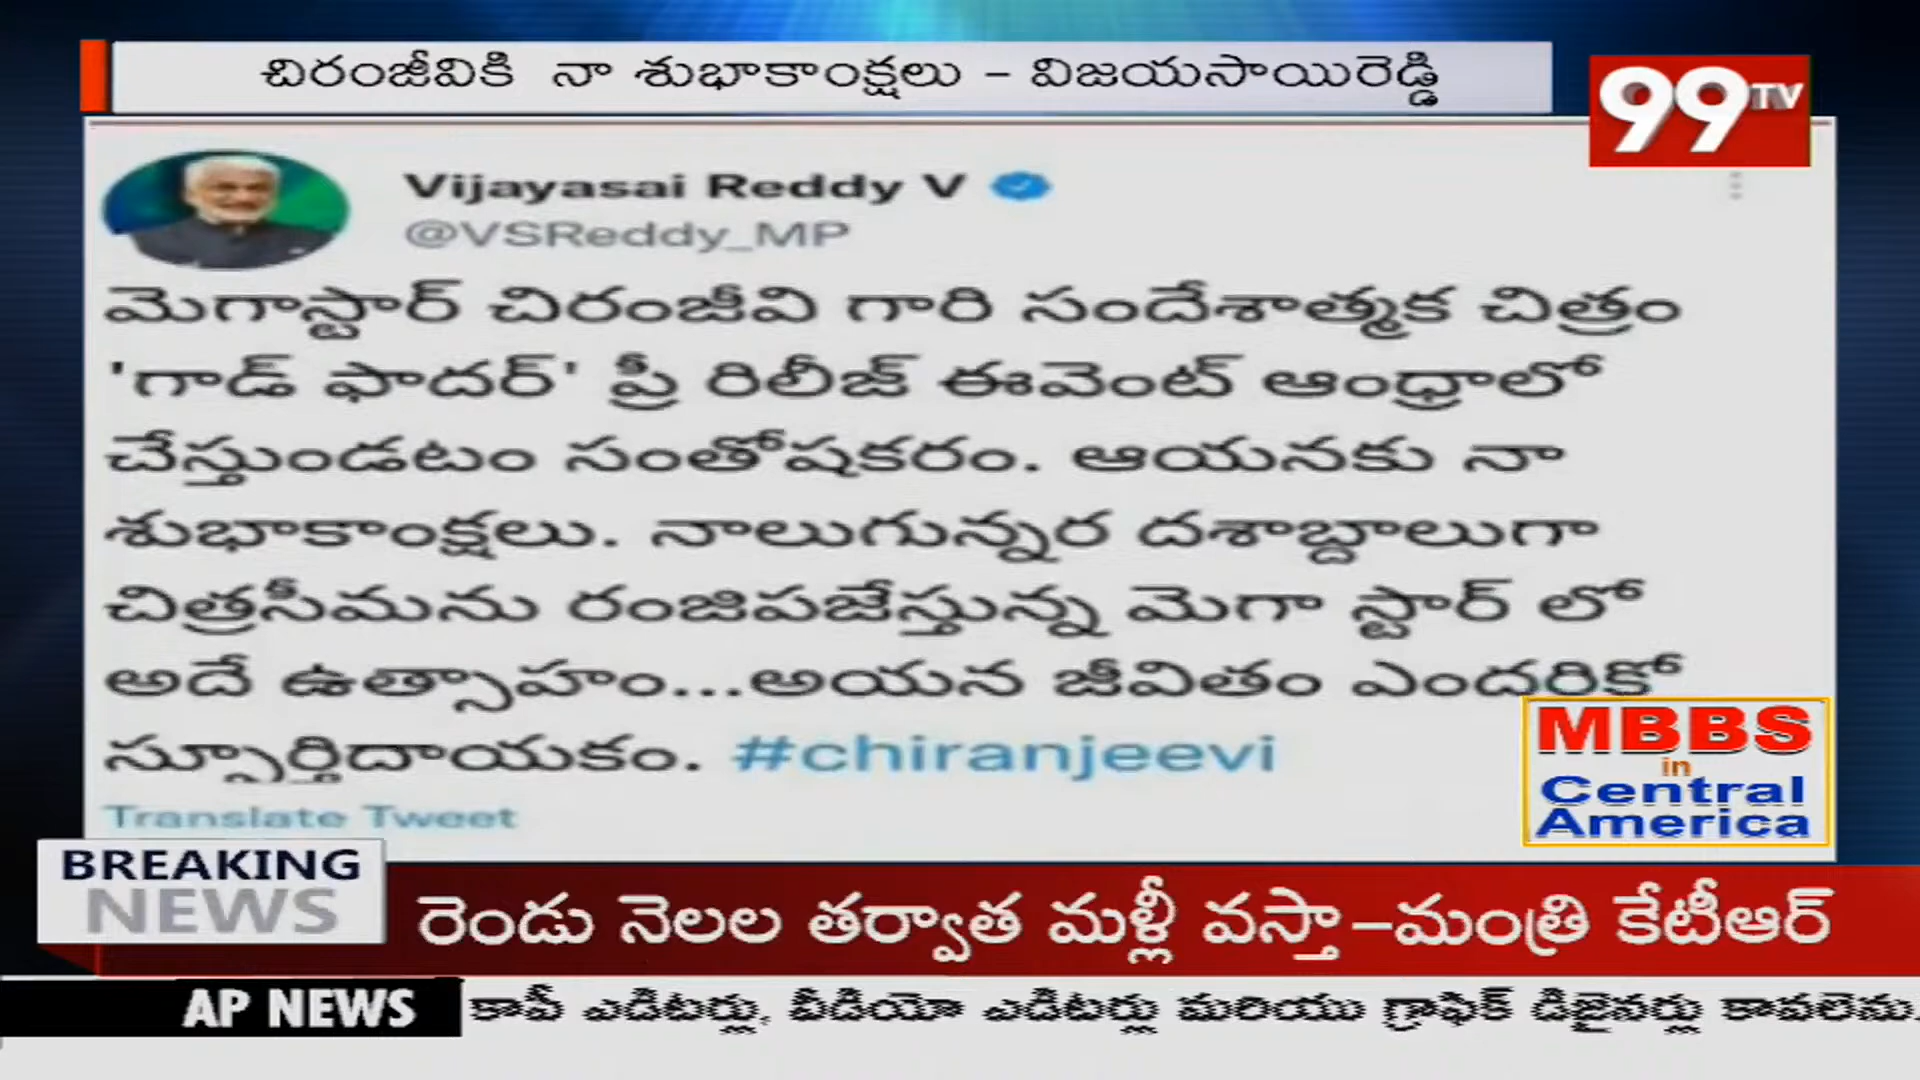 చిరంజీవికి నా శుభాకాంక్షలు - విజయసాయిరెడ్డి
99TV
Vijayasai Reddy V
@VSReddy_MP
మెగాస్టార్ చిరంజీవి గారి సందేశాత్మక చిత్రం
'గాడ్ ఫాదర్' ప్రీ రిలీజ్ ఈవెంట్ ఆంధ్రాలో
చేస్తుండటం సంతోషకరం. ఆయనకు నా
శుభాకాంక్షలు. నాలుగున్నర దశాబ్దాలుగా
చిత్రసీమను రంజిపజేస్తున్న మెగా స్టార్ లో
అదే ఉత్సాహం...అయన జీవితం ఎందరికో
స్ఫూర్తిదాయకం. #chiranjeevi
Translate Tweet
MBBS
in
Central
America
BREAKING
NEWS
రెండు నెలల తర్వాత మళ్లీ వస్తా-మంత్రి కేటీఆర్
AP NEWS
కాపీ ఎడిటర్లు, వీడియో ఎడిటర్లు మరియు గ్రాఫిక్ డిజైనర్లు కావలెను.